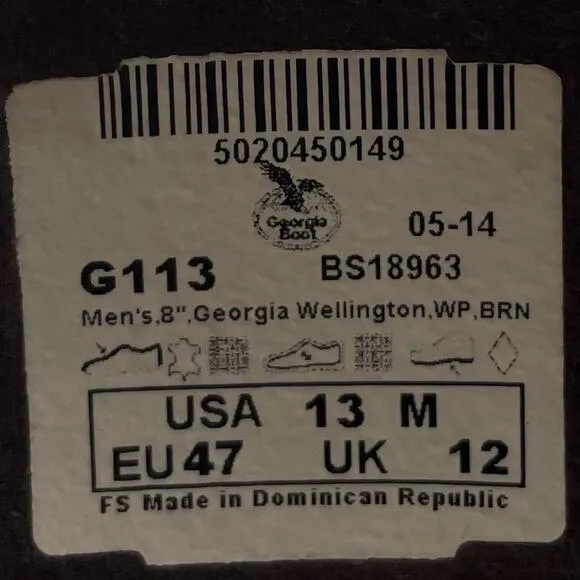 5020450149
Georgia
Boot
05-14
G113 BS18963
Men's,8",Georgia Wellington,WP,BRN
USA 13 M
EU 47 UK 12
FS Made in Dominican Republic